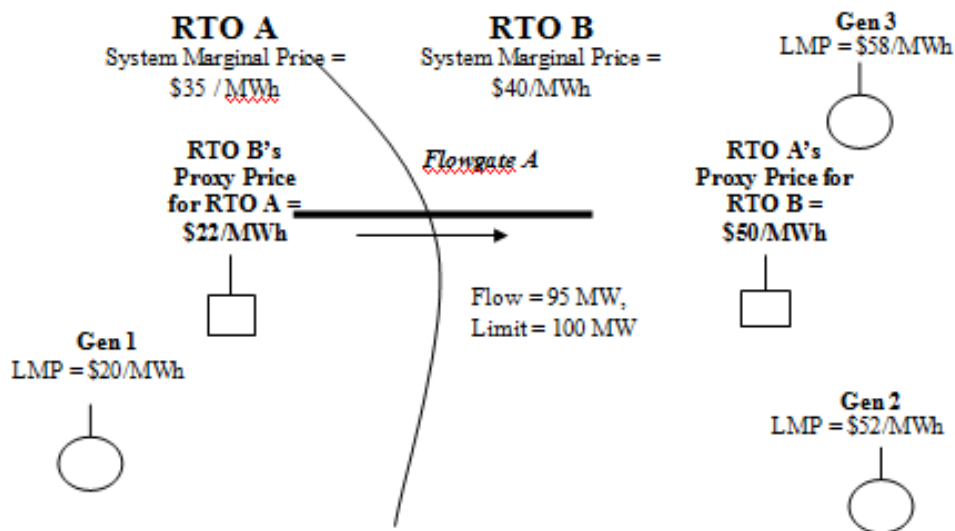 RTO A
System Marginal Price =
$35 / MWh
RTO B
System Marginal Price =
$40/MWh
Gen 3
LMP = $58/MWh
RTO B's
Proxy Price
for RTO A =
$22/MWh
Flowgate A
RTO A's
Proxy Price for
RTO B =
$50/MWh
Flow = 95 MW,
Limit = 100 MW
Gen 1
LMP = $20/MWh
Gen 2
LMP = $52/MWh